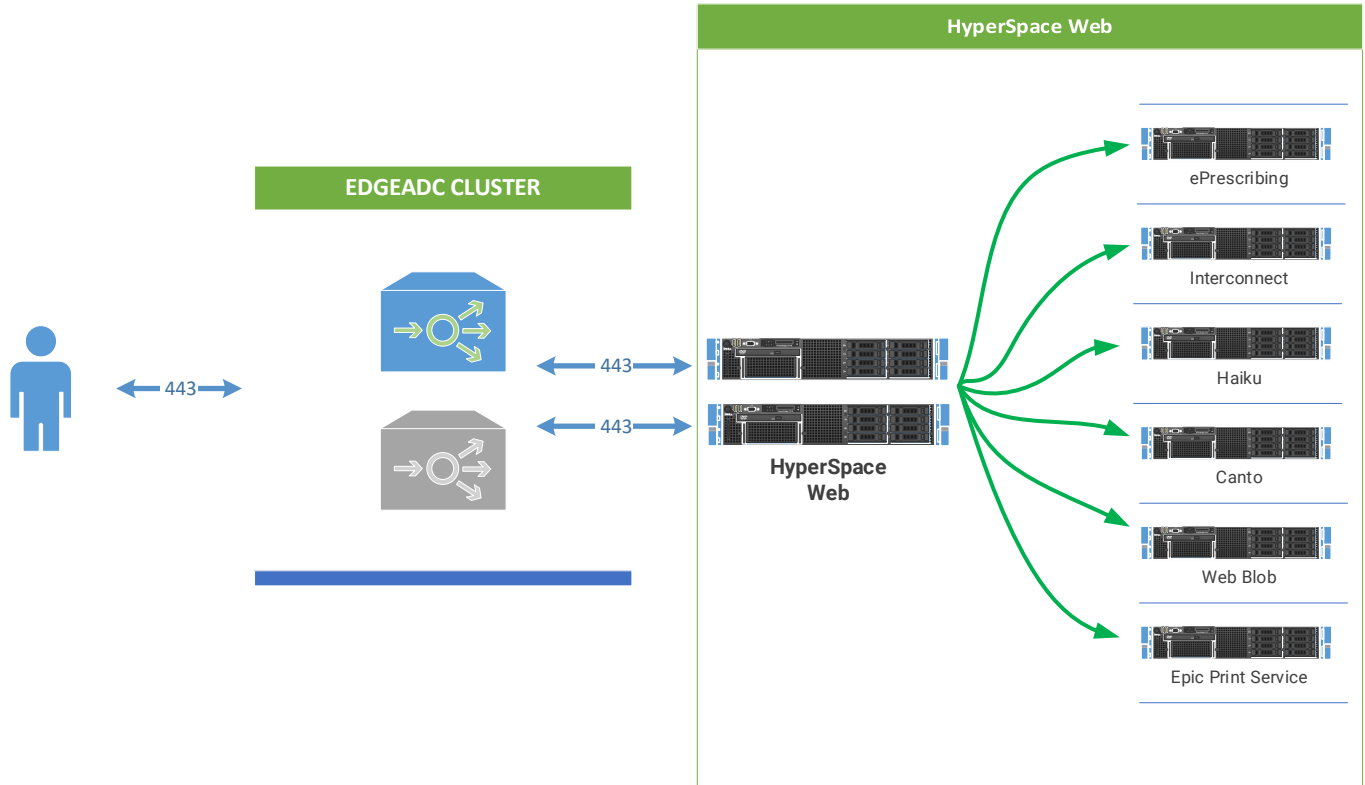 HyperSpace Web
EDGEADC CLUSTER
443
443
443
HyperSpace
Web
ePrescribing
Interconnect
Haiku
Canto
Web Blob
Epic Print Service